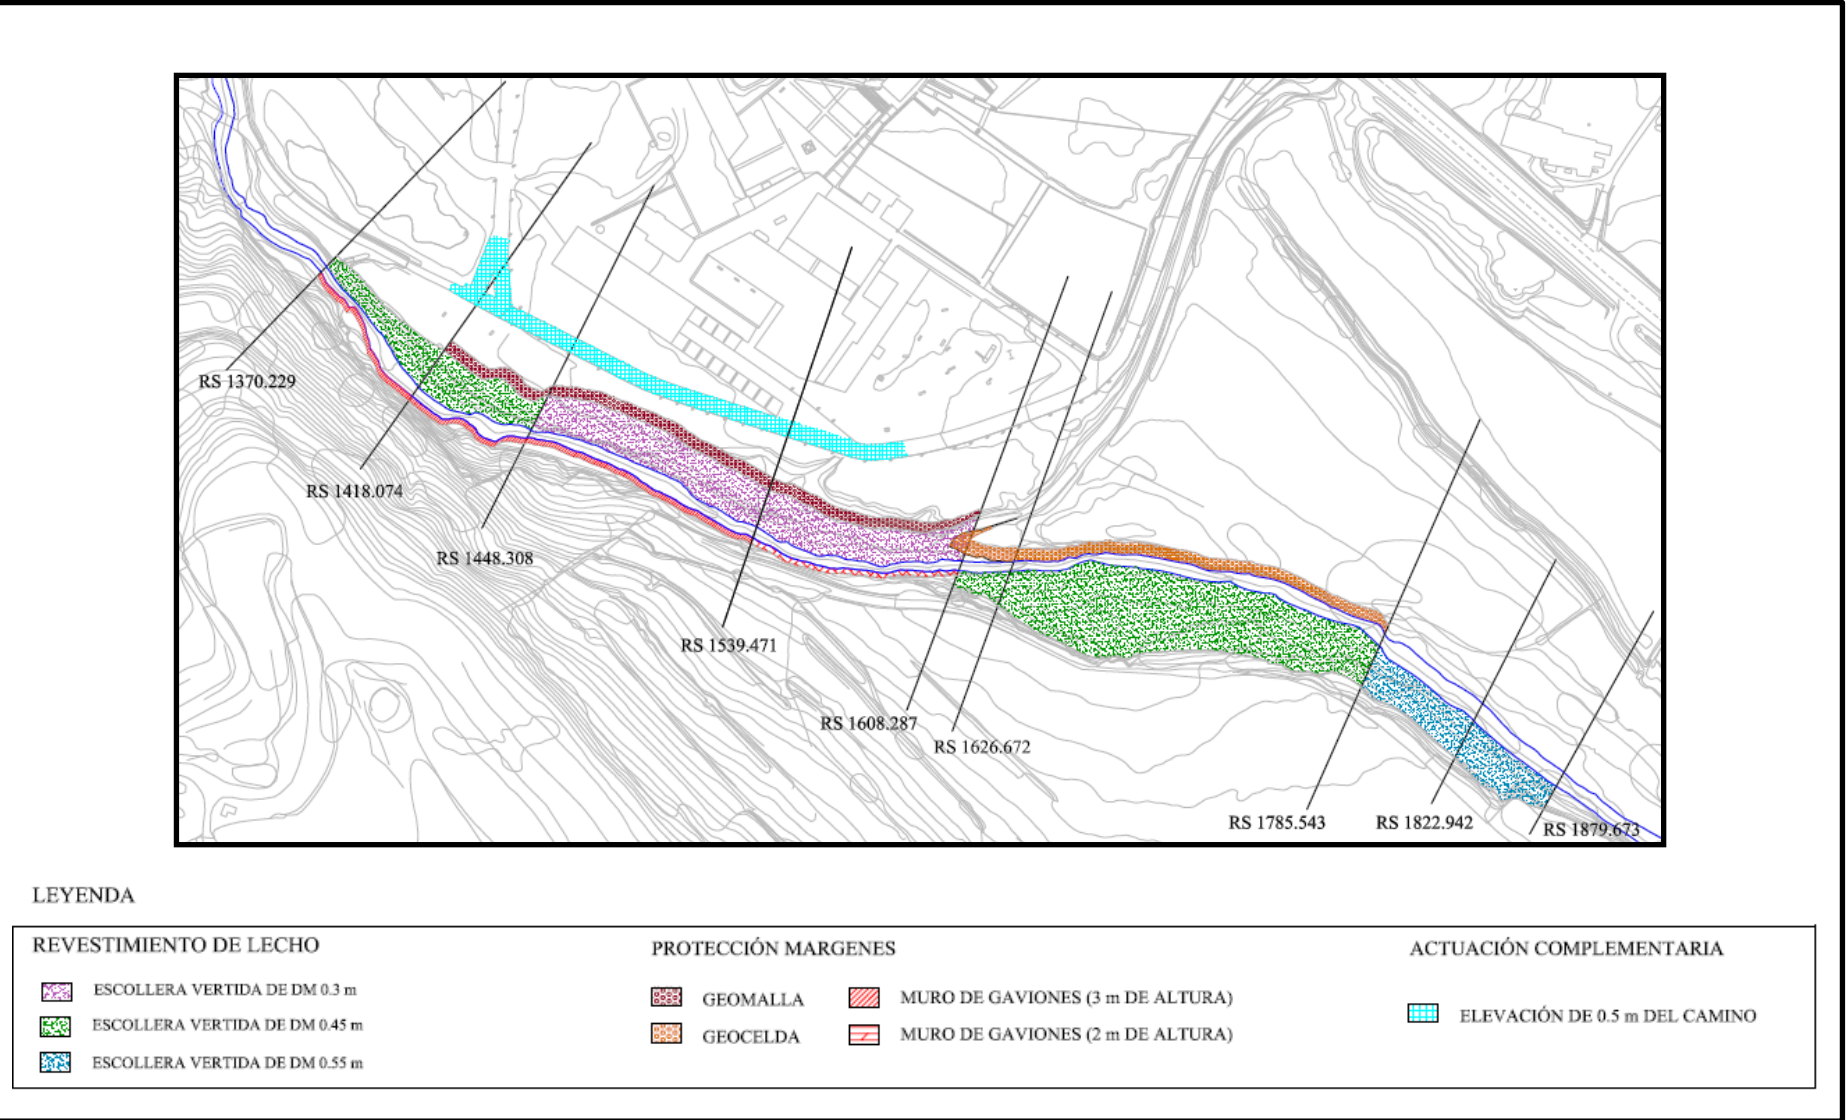 RS 1370.229
RS 1418.074
RS 1448.308
RS 1539.471
RS 1608.287
RS 1626.672
RS 1785.543
RS 1822.942
RS 1879.673
LEYENDA
REVESTIMIENTO DE LECHO
ESCOLLERA VERTIDA DE DM 0.3 m
ESCOLLERA VERTIDA DE DM 0.45 m
ESCOLLERA VERTIDA DE DM 0.55 m
PROTECCIÓN MARGENES
GEOMALLA
GEOCELDA
MURO DE GAVIONES (3 m DE ALTURA)
MURO DE GAVIONES (2 m DE ALTURA)
ACTUACIÓN COMPLEMENTARIA
ELEVACIÓN DE 0.5 m DEL CAMINO